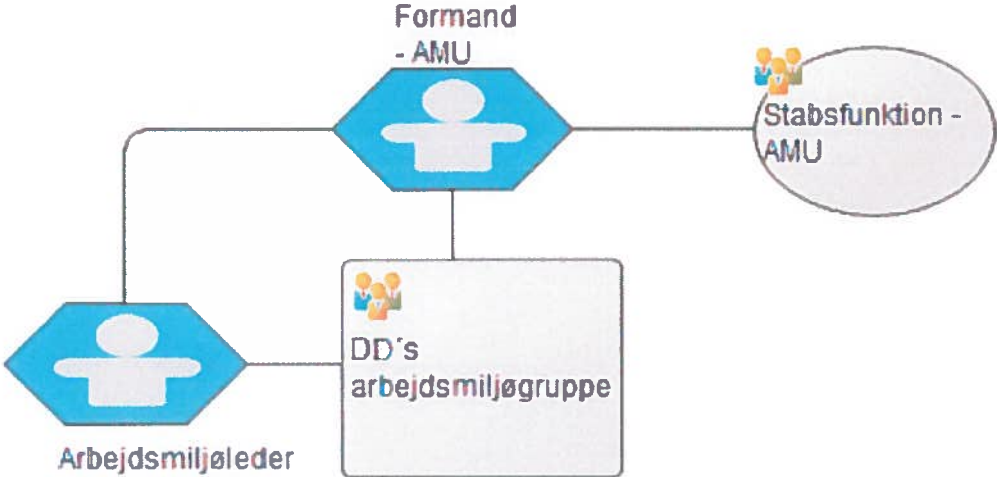 Formand
- AMU
Stabsfunktion -
AMU
DD´s
arbejdsmiljøgruppe
Arbejdsmiljøleder